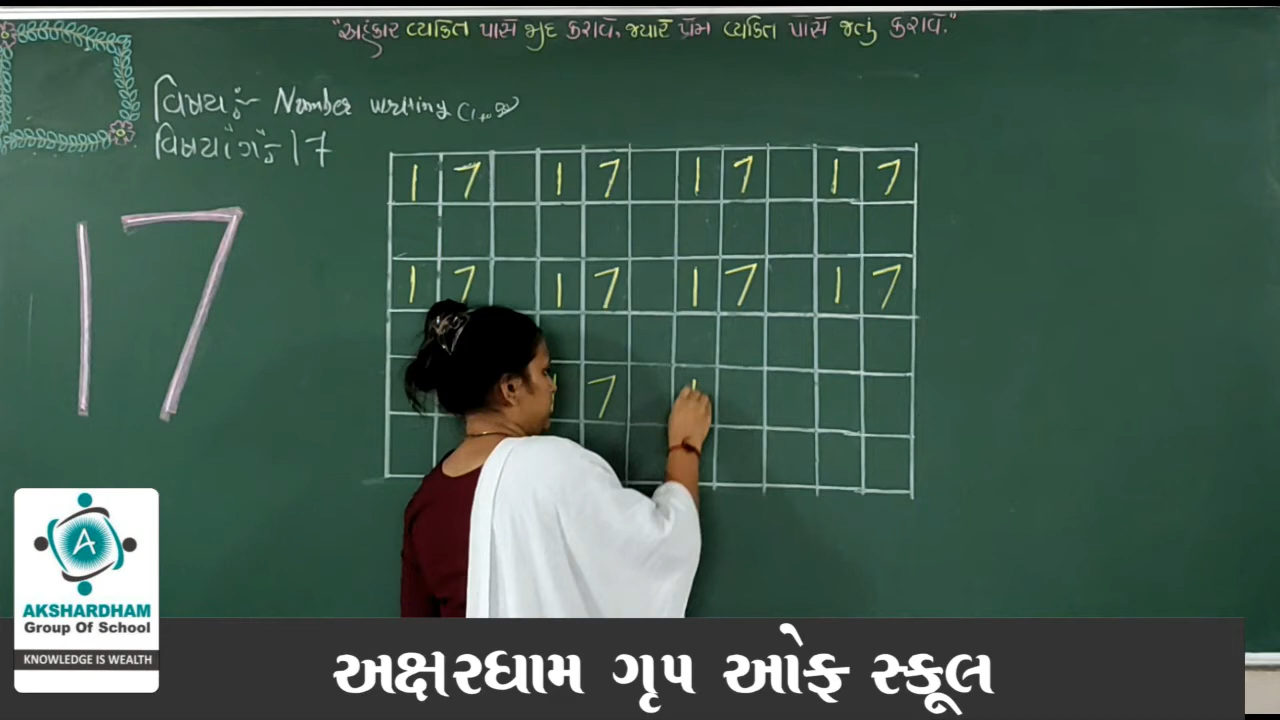 "અહંકાર વ્યકિત પાસે ભુલ કરાવે, જ્યારે પ્રેમ વ્યકિત પાસે જતું કરાવે."
વિષય :- Number writing
વિષયાંગ :- 17
17
1 7 1 7 1 7 1 7
1 7 1 7 1 7 1 7
1 7 1
A
AKSHARDHAM
Group Of School
KNOWLEDGE IS WEALTH
અક્ષરધામ ગૃપ ઓફ સ્કૂલ